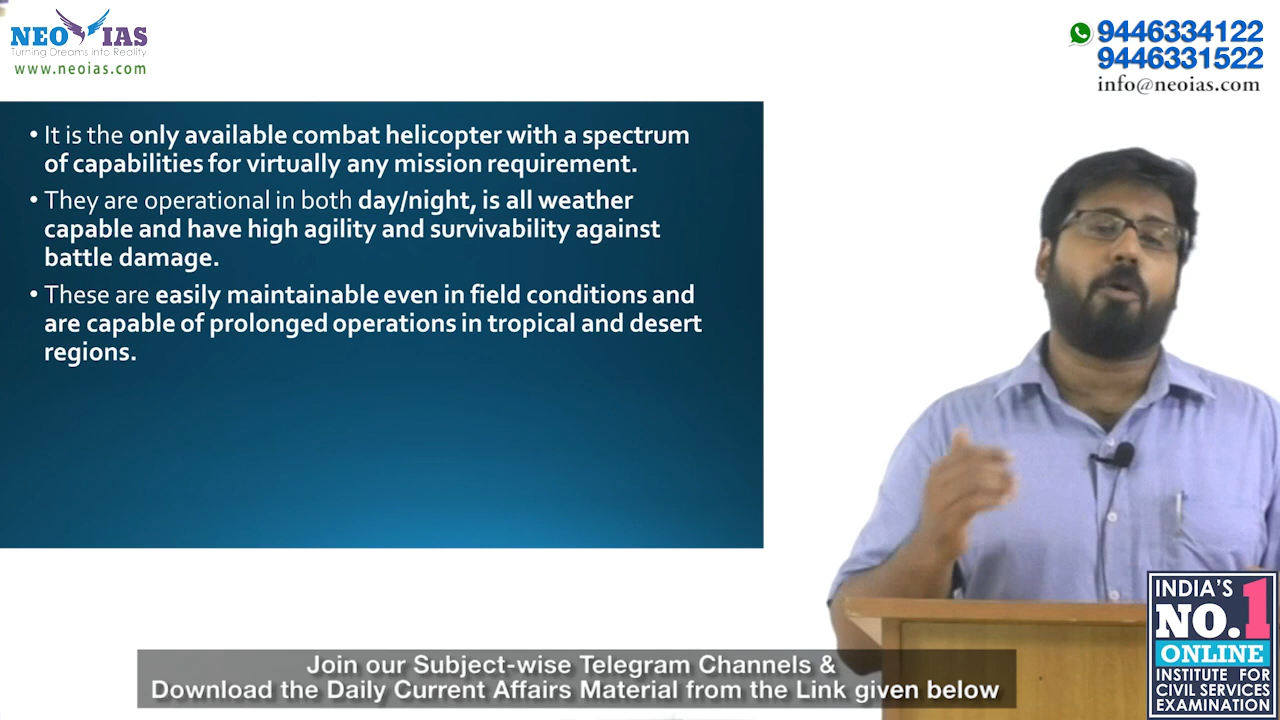 NEO IAS
Turning Dreams into Reality
www.neoias.com
9446334122
9446331522
info@neoias.com
• It is the only available combat helicopter with a spectrum
of capabilities for virtually any mission requirement.
• They are operational in both day/night, is all weather
capable and have high agility and survivability against
battle damage.
• These are easily maintainable even in field conditions and
are capable of prolonged operations in tropical and desert
regions.
INDIA'S
NO.1
ONLINE
INSTITUTE FOR
CIVIL SERVICES
EXAMINATION
Join our Subject-wise Telegram Channels &
Download the Daily Current Affairs Material from the Link given below